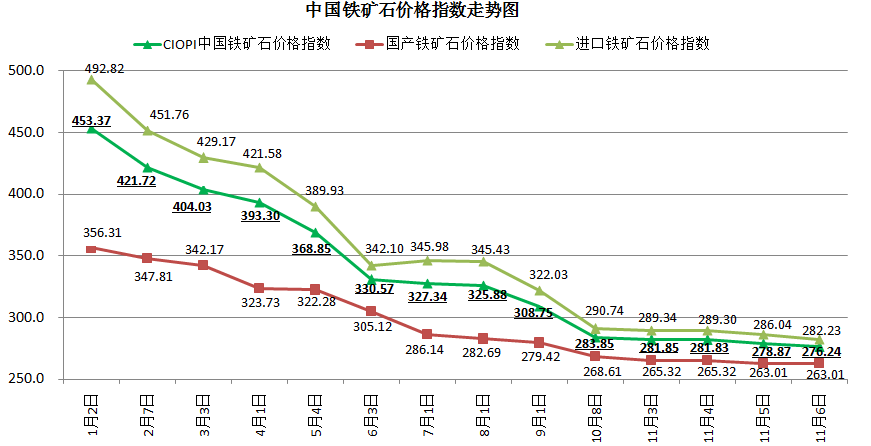 中国铁矿石价格指数走势图
CIOPI中国铁矿石价格指数 国产铁矿石价格指数 进口铁矿石价格指数
500.0
450.0
400.0
350.0
300.0
250.0
492.82 451.76 429.17 421.58 389.93 342.10 345.98 345.43 322.03 290.74 289.34 289.30 286.04 282.23
453.37 421.72 404.03 393.30 368.85 330.57 327.34 325.88 308.75 283.85 281.85 281.83 278.87 276.24
356.31 347.81 342.17 323.73 322.28 305.12 286.14 282.69 279.42 268.61 265.32 265.32 263.01 263.01
1月2日 2月7日 3月3日 4月1日 5月4日 6月3日 7月1日 8月1日 9月1日 10月8日 11月3日 11月4日 11月5日 11月6日